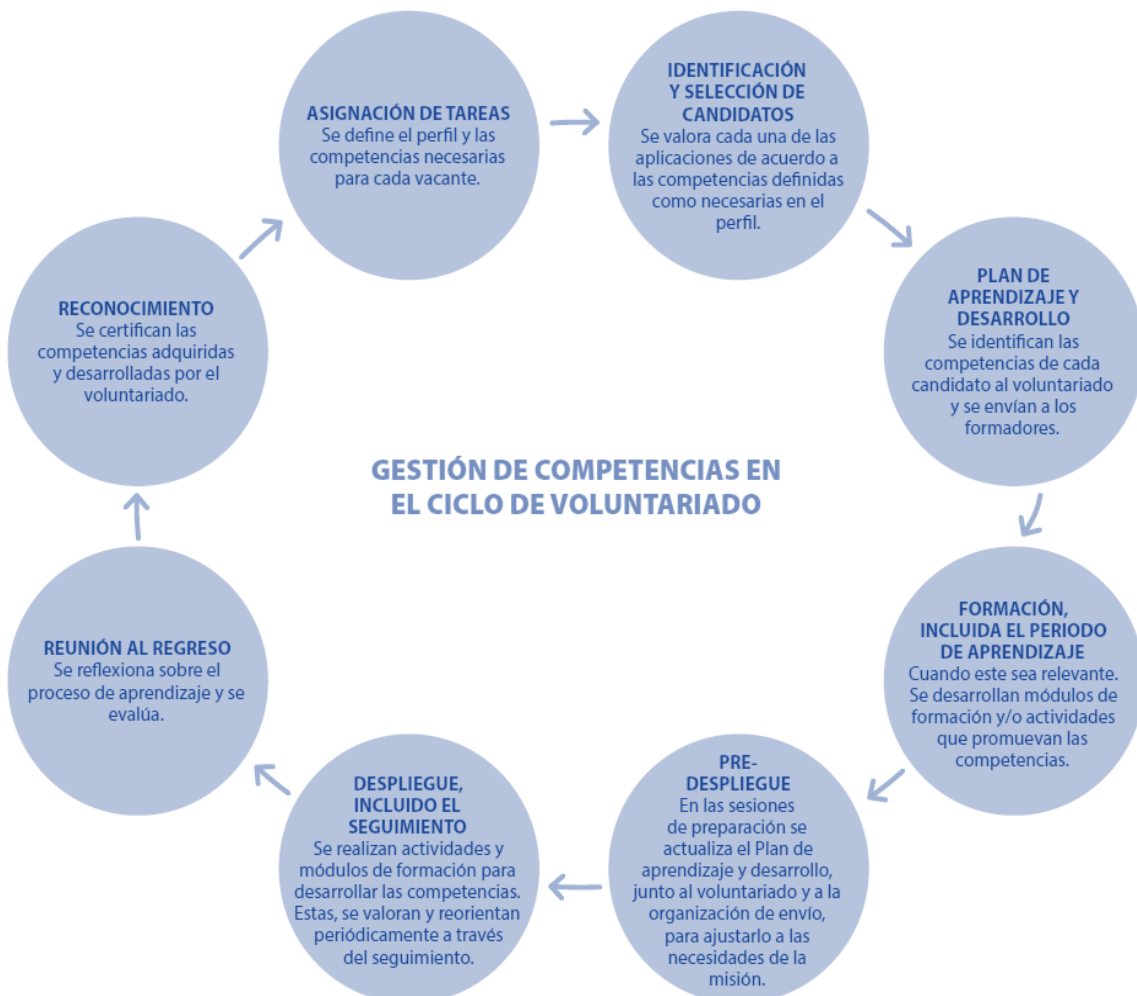 ASIGNACIÓN DE TAREAS
Se define el perfil y las
competencias necesarias
para cada vacante.
IDENTIFICACIÓN
Y SELECCIÓN DE
CANDIDATOS
Se valora cada una de las
aplicaciones de acuerdo a
las competencias definidas
como necesarias en el
perfil.
PLAN DE
APRENDIZAJE Y
DESARROLLO
Se identifican las
competencias de cada
candidato al voluntariado
y se envían a los
formadores.
FORMACIÓN,
INCLUIDA EL PERIODO
DE APRENDIZAJE
Cuando este sea relevante.
Se desarrollan módulos de
formación y/o actividades
que promuevan las
competencias.
PRE-
DESPLIEGUE
En las sesiones
de preparación se
actualiza el Plan de
aprendizaje y desarrollo,
junto al voluntariado y a la
organización de envío,
para ajustarlo a las
necesidades de la
misión.
DESPLIEGUE,
INCLUIDO EL
SEGUIMIENTO
Se realizan actividades y
módulos de formación para
desarrollar las competencias.
Estas, se valoran y reorientan
periódicamente a través
del seguimiento.
REUNIÓN AL REGRESO
Se reflexiona sobre el
proceso de aprendizaje y se
evalúa.
RECONOCIMIENTO
Se certifican las
competencias adquiridas
y desarrolladas por el
voluntariado.
GESTIÓN DE COMPETENCIAS EN
EL CICLO DE VOLUNTARIADO